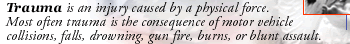 Trauma is an injury caused by a physical force.
Most often trauma is the consequence of motor vehicle
collisions, falls, drowning, gun fire, burns, or blunt assault.